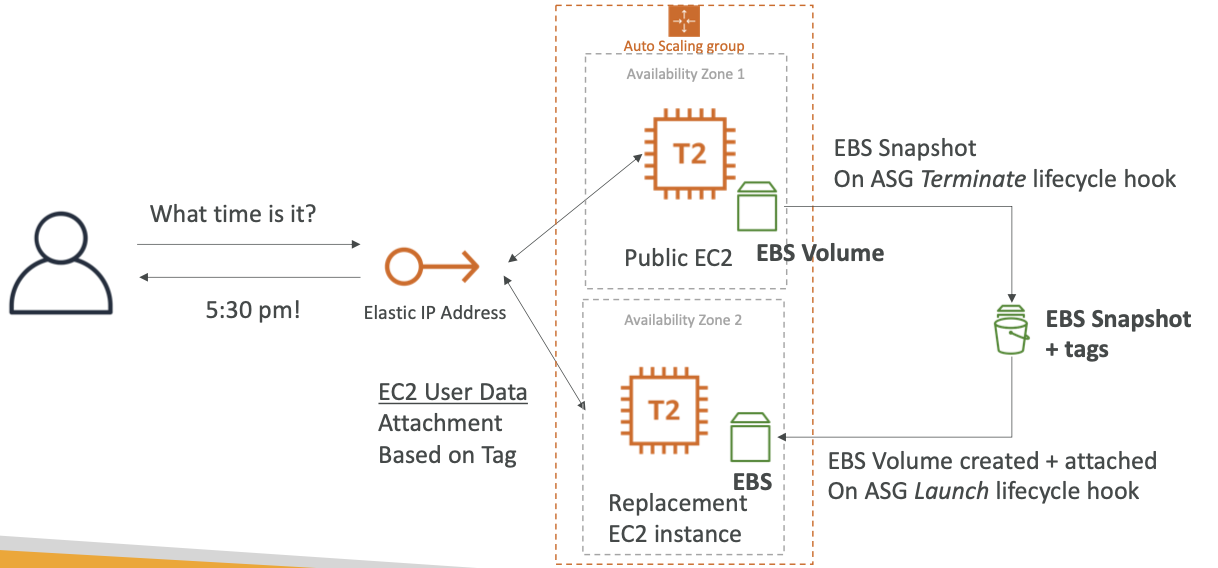 Auto Scaling group
Availability Zone 1
T2
Public EC2
EBS Volume
EBS Snapshot
On ASG Terminate lifecycle hook
What time is it?
5:30 pm!
Elastic IP Address
EC2 User Data
Attachment
Based on Tag
Availability Zone 2
T2
EBS
Replacement
EC2 instance
EBS Snapshot
+ tags
EBS Volume created + attached
On ASG Launch lifecycle hook